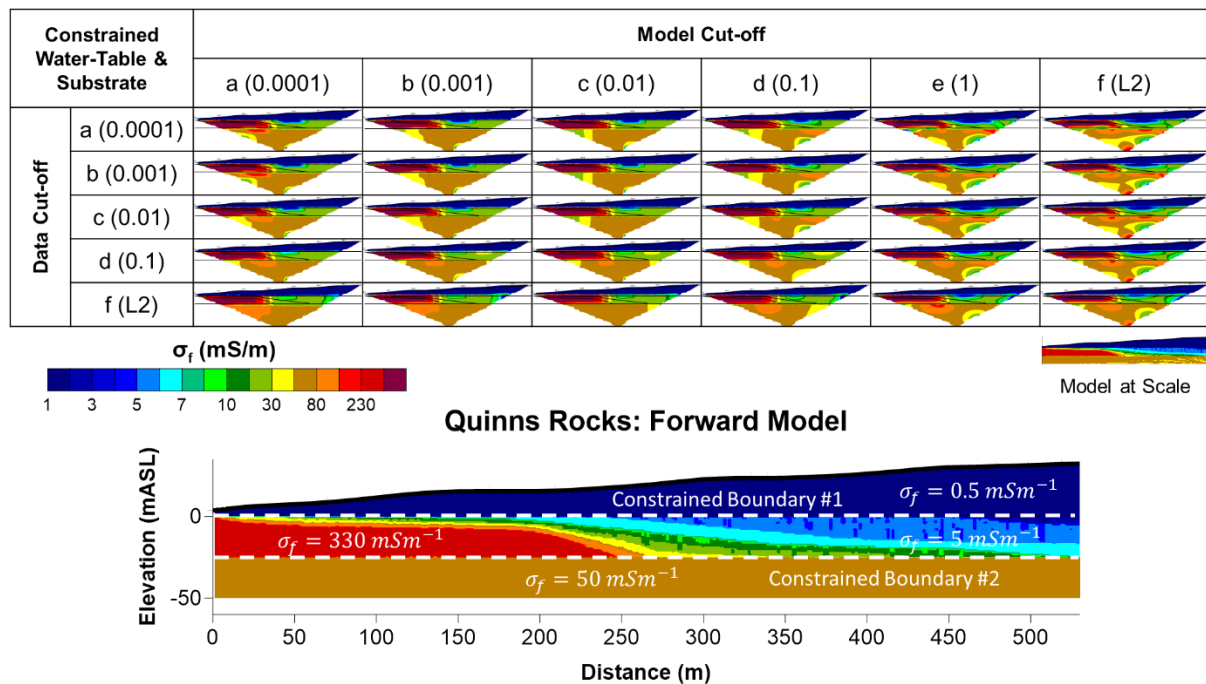 Constrained
Water-Table &
Substrate
Model Cut-off
a (0.0001) b (0.001) c (0.01) d (0.1) e (1) f (L2)
Data Cut-off
a (0.0001)
b (0.001)
c (0.01)
d (0.1)
f (L2)
σf (mS/m)
1 3 5 7 10 30 80 230
Model at Scale
Quinns Rocks: Forward Model
Elevation (mASL)
0
-50
Constrained Boundary #1
σf = 0.5 mSm⁻¹
σf = 330 mSm⁻¹
σf = 5 mSm⁻¹
σf = 50 mSm⁻¹
Constrained Boundary #2
0 50 100 150 200 250 300 350 400 450 500
Distance (m)